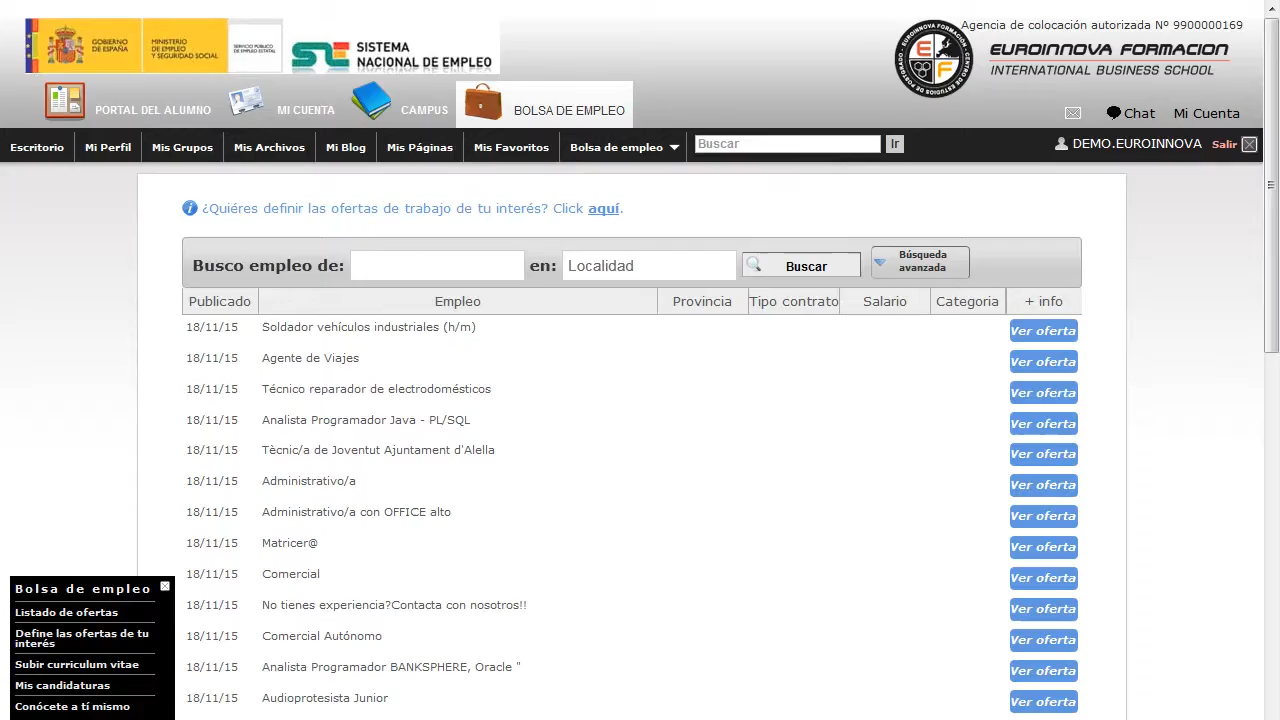 Agencia de colocación autorizada Nº 9900000169
GOBIERNO DE ESPAÑA
MINISTERIO DE EMPLEO Y SEGURIDAD SOCIAL
SERVICIO PÚBLICO DE EMPLEO ESTATAL
SISTEMA NACIONAL DE EMPLEO
EUROINNOVA FORMACION
INTERNATIONAL BUSINESS SCHOOL
PORTAL DEL ALUMNO
MI CUENTA
CAMPUS
BOLSA DE EMPLEO
Chat
Mi Cuenta
Escritorio
Mi Perfil
Mis Grupos
Mis Archivos
Mi Blog
Mis Páginas
Mis Favoritos
Bolsa de empleo
Buscar
Ir
DEMO.EUROINNOVA
Salir
¿Quiéres definir las ofertas de trabajo de tu interés? Click aquí.
Busco empleo de:
en:
Localidad
Buscar
Búsqueda avanzada
Publicado Empleo Provincia Tipo contrato Salario Categoria + info
18/11/15 Soldador vehículos industriales (h/m) Ver oferta
18/11/15 Agente de Viajes Ver oferta
18/11/15 Técnico reparador de electrodomésticos Ver oferta
18/11/15 Analista Programador Java - PL/SQL Ver oferta
18/11/15 Tècnic/a de Joventut Ajuntament d'Alella Ver oferta
18/11/15 Administrativo/a Ver oferta
18/11/15 Administrativo/a con OFFICE alto Ver oferta
18/11/15 Matricer@ Ver oferta
18/11/15 Comercial Ver oferta
18/11/15 No tienes experiencia?Contacta con nosotros!! Ver oferta
18/11/15 Comercial Autónomo Ver oferta
18/11/15 Analista Programador BANKSPHERE, Oracle " Ver oferta
18/11/15 Audioprotesista Junior Ver oferta
Bolsa de empleo
Listado de ofertas
Define las ofertas de tu
interés
Subir curriculum vitae
Mis candidaturas
Conócete a tí mismo